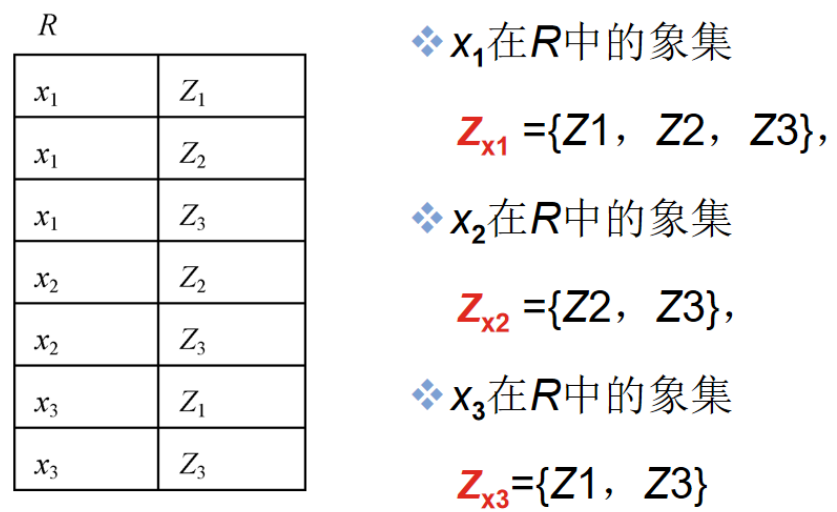 R
x₁ Z₁
x₁ Z₂
x₁ Z₃
x₂ Z₂
x₂ Z₃
x₃ Z₁
x₃ Z₃
❖ x₁在R中的象集
Zₓ₁ ={Z1，Z2，Z3}，
❖ x₂在R中的象集
Zₓ₂ ={Z2，Z3}，
❖ x₃在R中的象集
Zₓ₃={Z1，Z3}